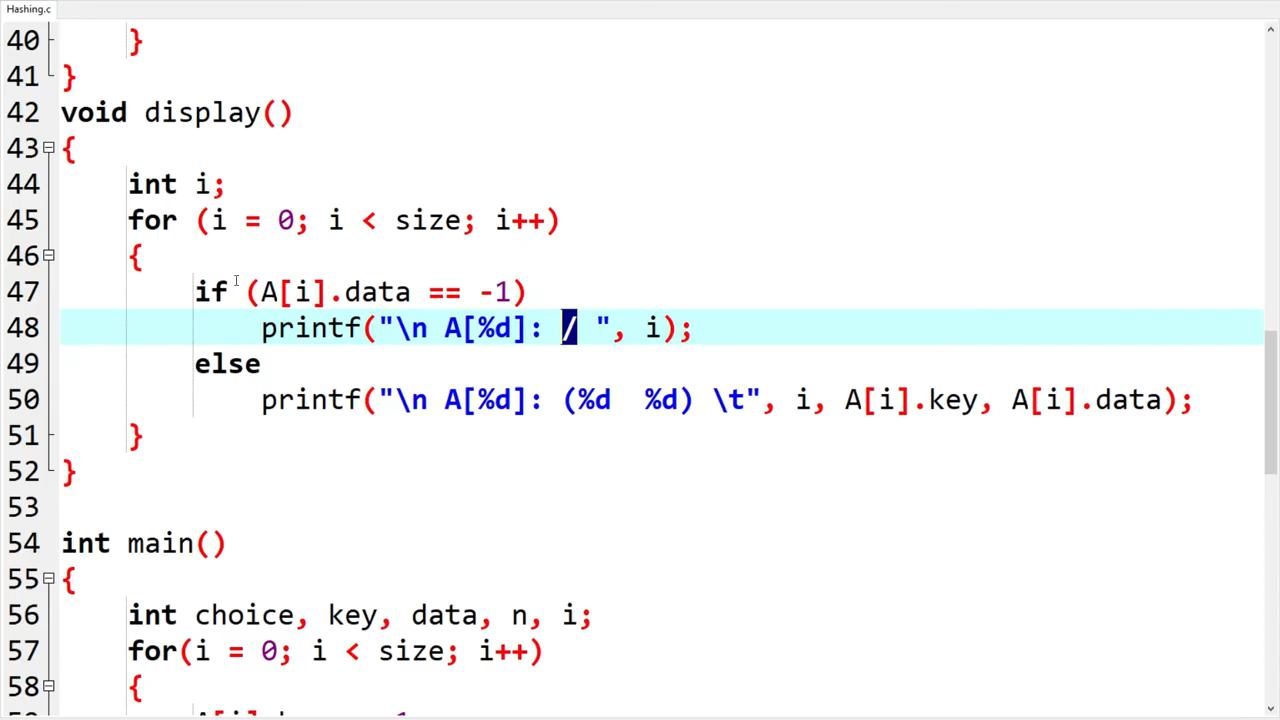 Hashing.c
40 }
41 }
42 void display()
43 {
44 int i;
45 for (i = 0; i < size; i++)
46 {
47 if (A[i].data == -1)
48 printf("\n A[%d]: / ", i);
49 else
50 printf("\n A[%d]: (%d  %d) \t", i, A[i].key, A[i].data);
51 }
52 }
53
54 int main()
55 {
56 int choice, key, data, n, i;
57 for(i = 0; i < size; i++)
58 {